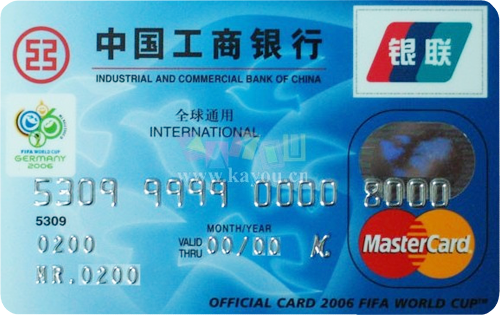 中国工商银行
INDUSTRIAL AND COMMERCIAL BANK OF CHINA
银联
全球通用
INTERNATIONAL
FIFA WORLD CUP
GERMANY
2006
www.kayou.cn
5309 9999 0000 8000
5309
MONTH/YEAR
0200
VALID
THRU
00/00 K
MasterCard
MR.0200
OFFICIAL CARD 2006 FIFA WORLD CUP™